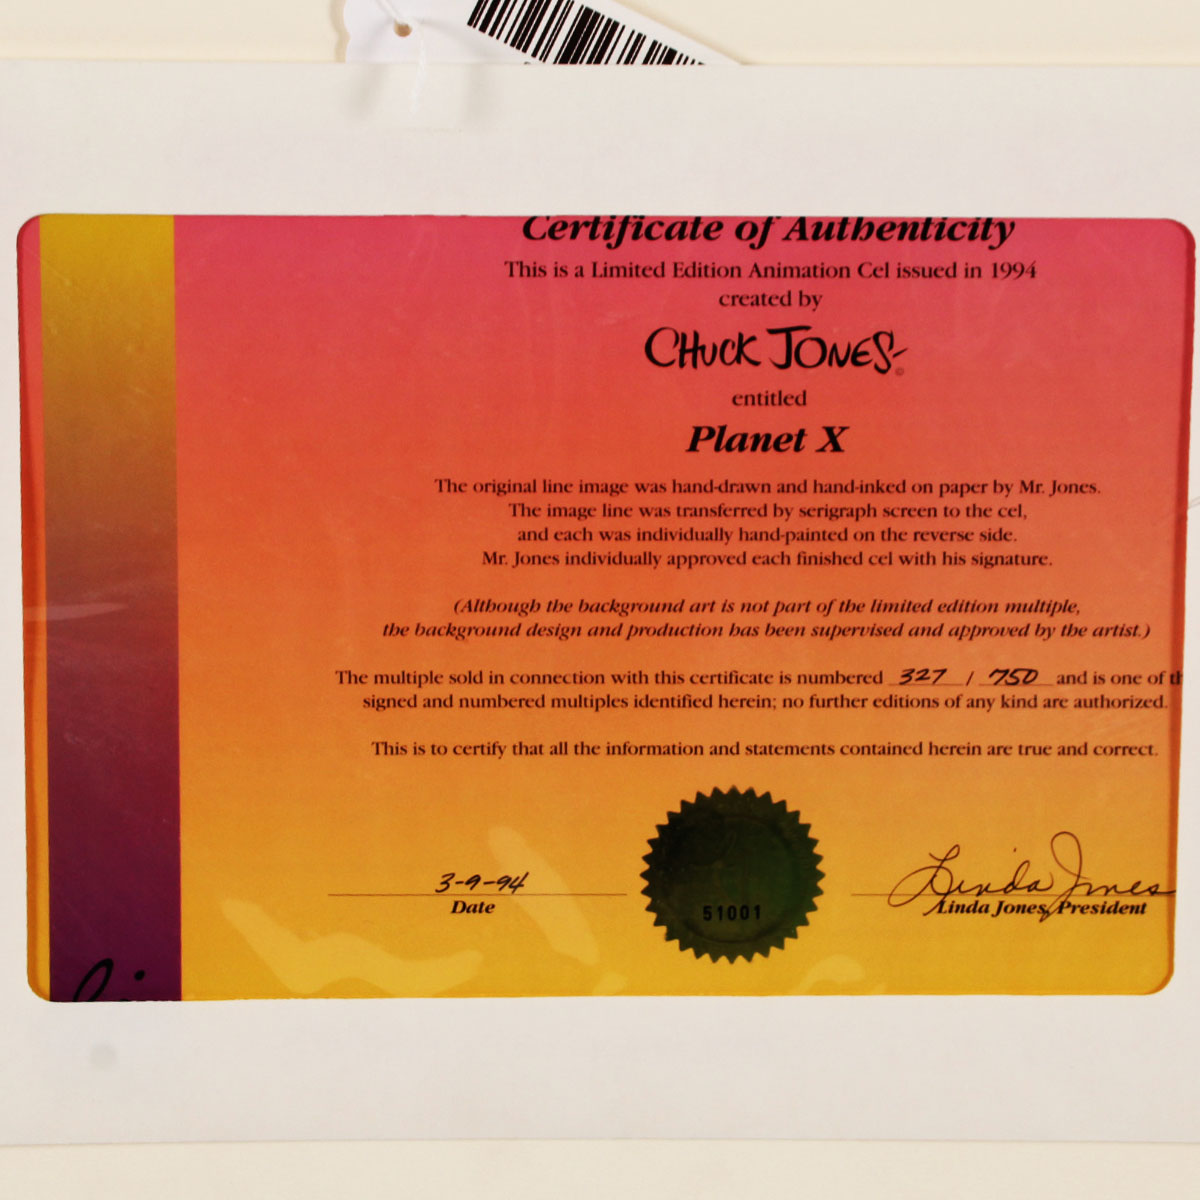 Certificate of Authenticity
This is a Limited Edition Animation Cel issued in 1994
created by
CHUCK JONES ©
entitled
Planet X
The original line image was hand-drawn and hand-inked on paper by Mr. Jones.
The image line was transferred by serigraph screen to the cel,
and each was individually hand-painted on the reverse side.
Mr. Jones individually approved each finished cel with his signature.
(Although the background art is not part of the limited edition multiple,
the background design and production has been supervised and approved by the artist.)
The multiple sold in connection with this certificate is numbered 327 / 750 and is one of th
signed and numbered multiples identified herein; no further editions of any kind are authorized.
This is to certify that all the information and statements contained herein are true and correct.
51001
3-9-94
Date
Linda Jones
Linda Jones, President